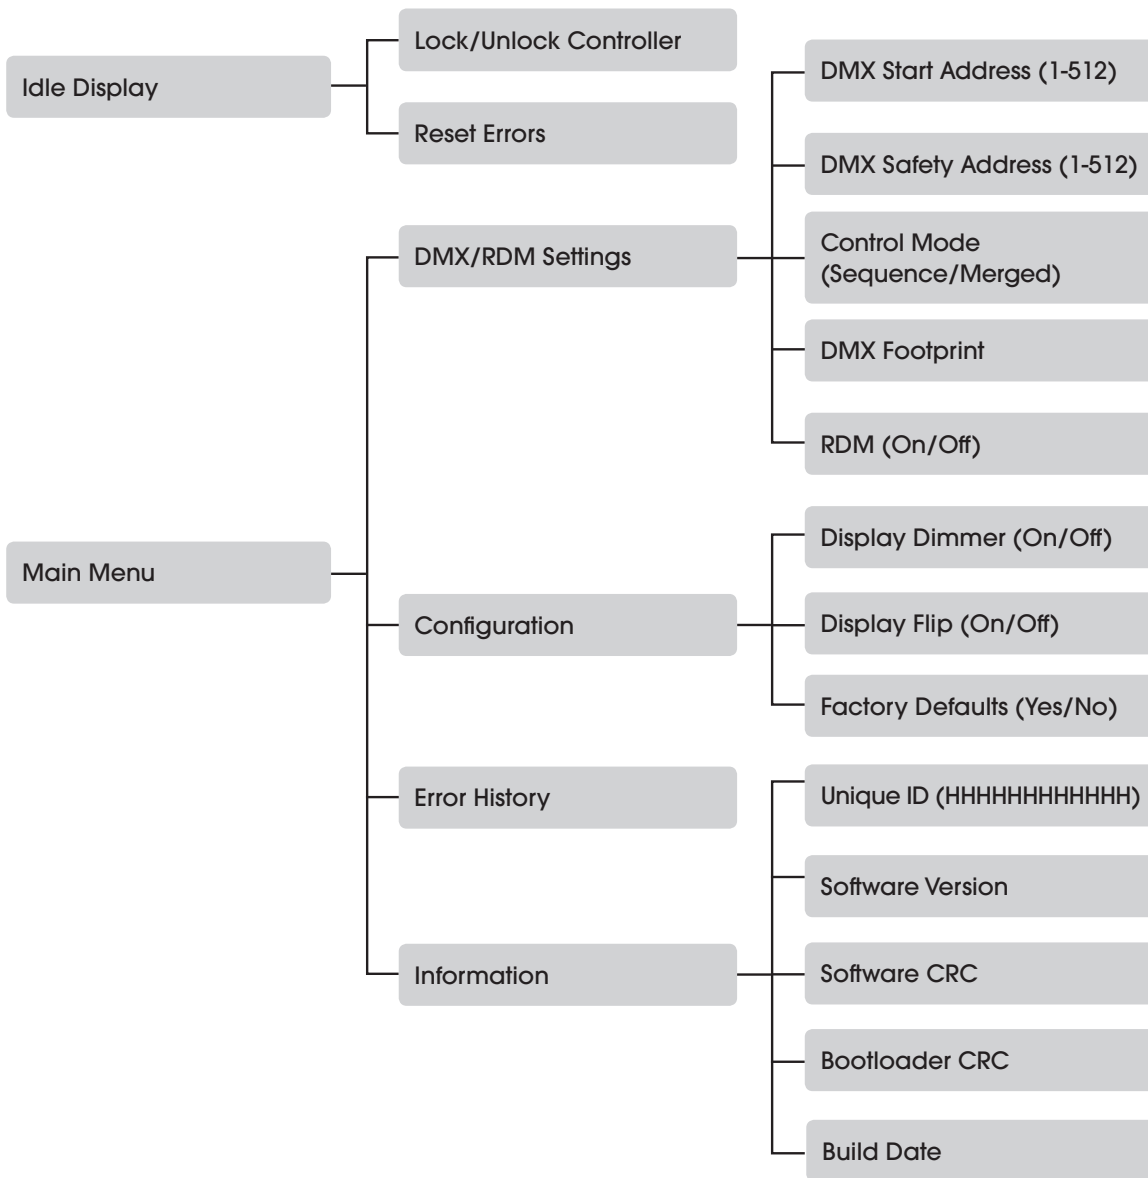 Idle Display
Lock/Unlock Controller
Reset Errors
Main Menu
DMX/RDM Settings
DMX Start Address (1-512)
DMX Safety Address (1-512)
Control Mode
(Sequence/Merged)
DMX Footprint
RDM (On/Off)
Configuration
Display Dimmer (On/Off)
Display Flip (On/Off)
Factory Defaults (Yes/No)
Error History
Information
Unique ID (HHHHHHHHHHHH)
Software Version
Software CRC
Bootloader CRC
Build Date